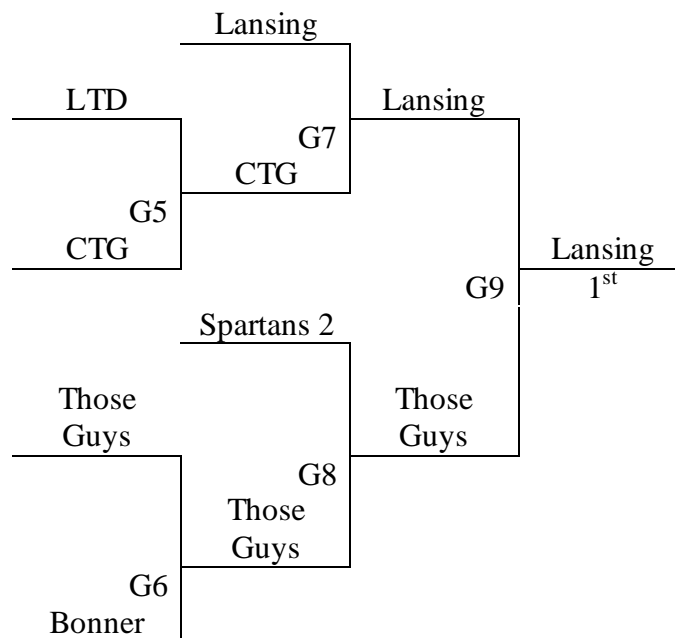 Lansing
LTD
Lansing
G7
CTG
G5
CTG
Lansing
G9
1st
Spartans 2
Those
Guys
Those
Guys
G8
Those
Guys
G6
Bonner